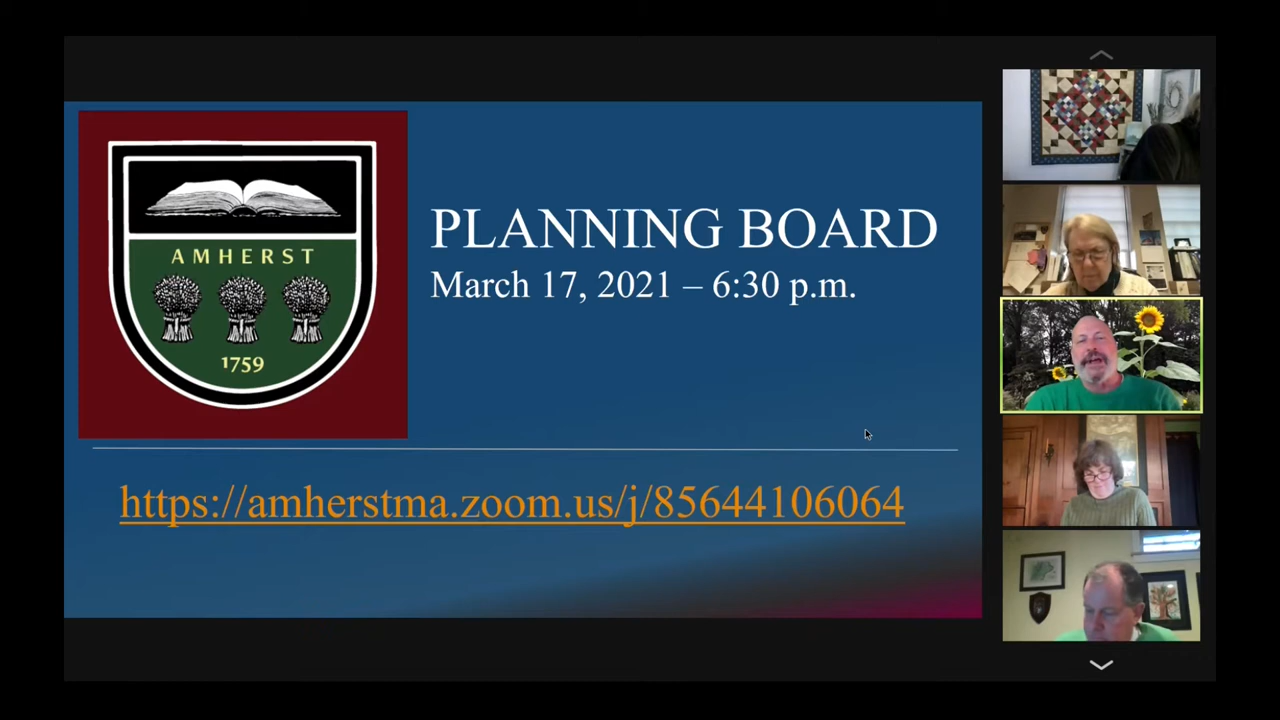 AMHERST
1759
PLANNING BOARD
March 17, 2021 – 6:30 p.m.
https://amherstma.zoom.us/j/85644106064